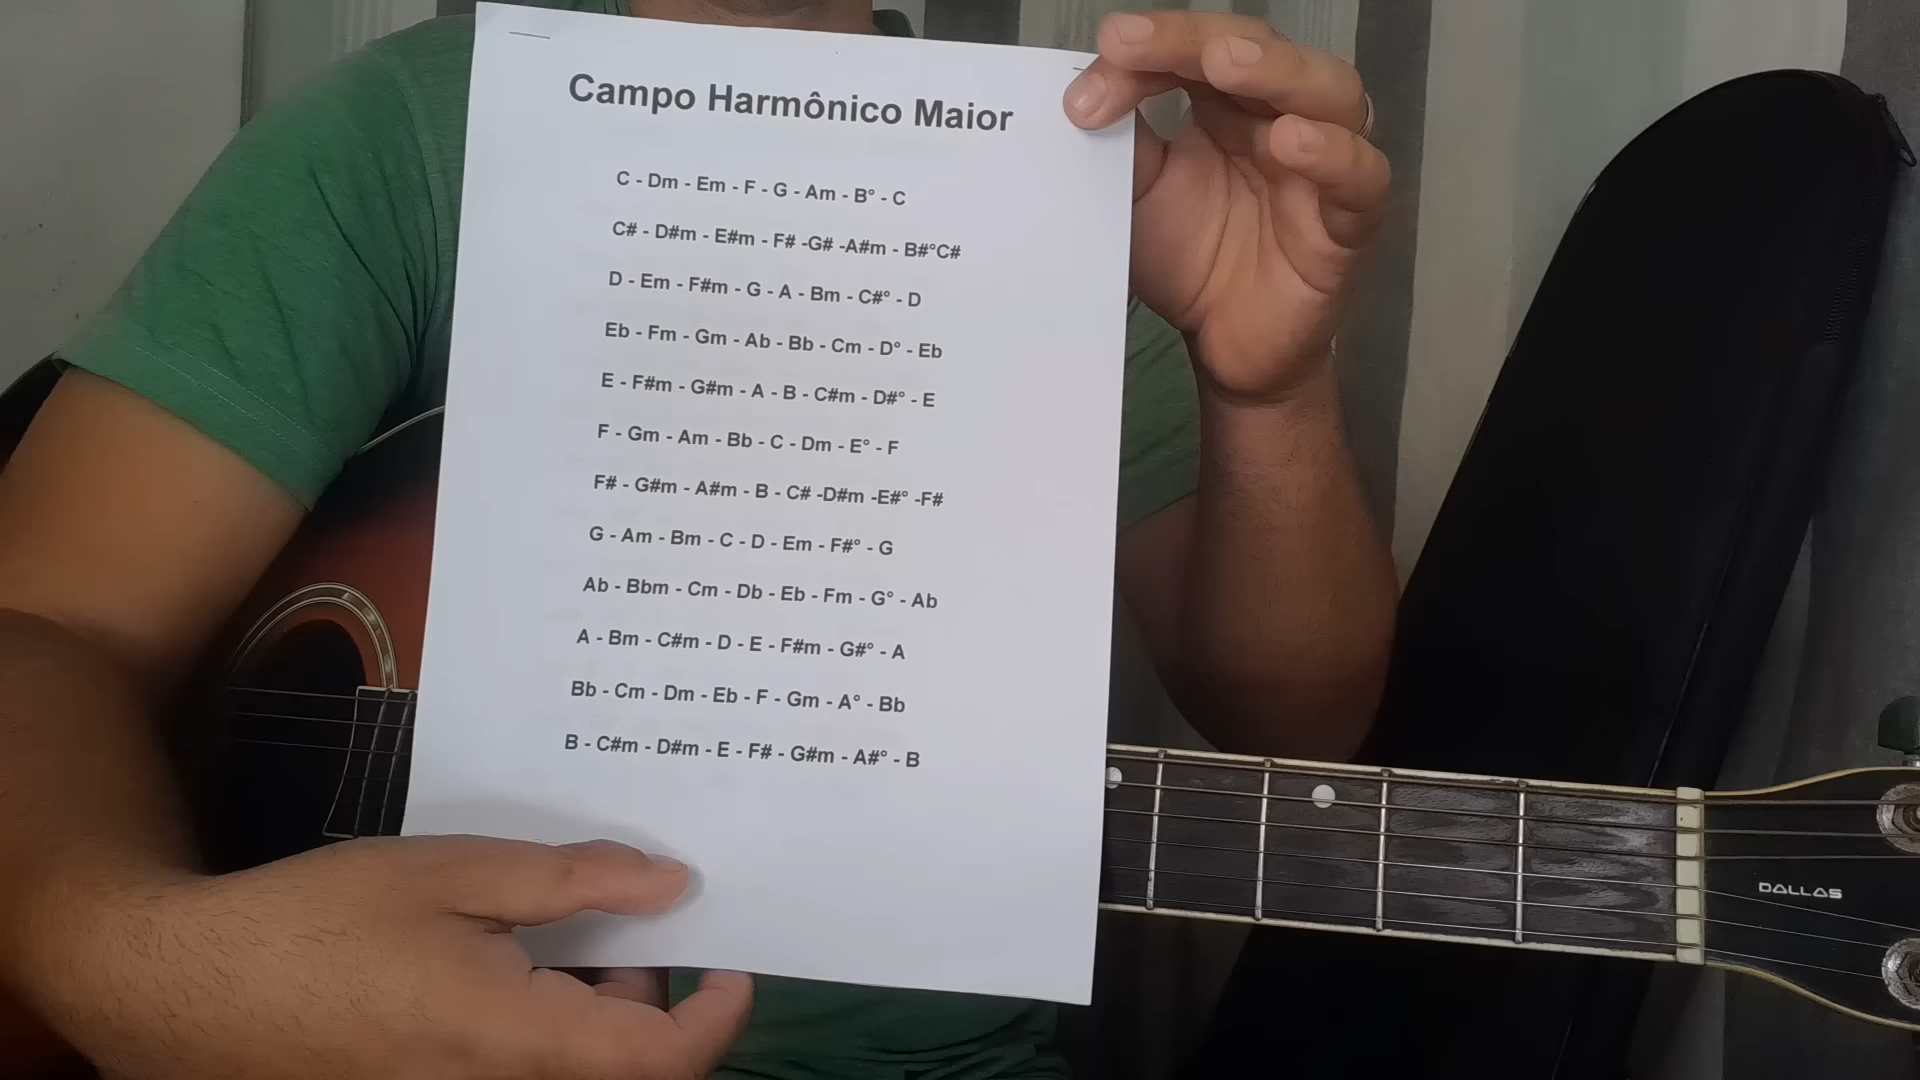 Campo Harmônico Maior
C - Dm - Em - F - G - Am - B° - C
C# - D#m - E#m - F# -G# -A#m - B#°C#
D - Em - F#m - G - A - Bm - C#° - D
Eb - Fm - Gm - Ab - Bb - Cm - D° - Eb
E - F#m - G#m - A - B - C#m - D#° - E
F - Gm - Am - Bb - C - Dm - E° - F
F# - G#m - A#m - B - C# -D#m -E#° -F#
G - Am - Bm - C - D - Em - F#° - G
Ab - Bbm - Cm - Db - Eb - Fm - G° - Ab
A - Bm - C#m - D - E - F#m - G#° - A
Bb - Cm - Dm - Eb - F - Gm - A° - Bb
B - C#m - D#m - E - F# - G#m - A#° - B
DALLAS